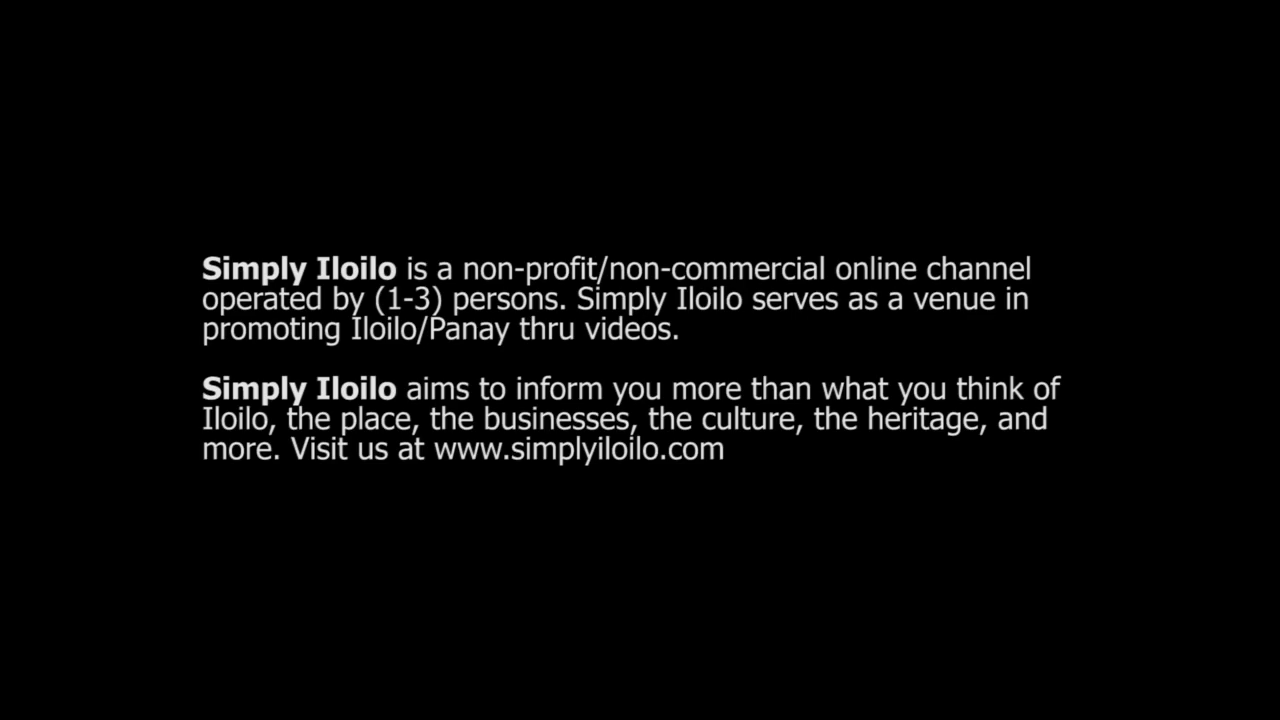 Simply Iloilo is a non-profit/non-commercial online channel
operated by (1-3) persons. Simply Iloilo serves as a venue in
promoting Iloilo/Panay thru videos.
Simply Iloilo aims to inform you more than what you think of
Iloilo, the place, the businesses, the culture, the heritage, and
more. Visit us at www.simplyiloilo.com